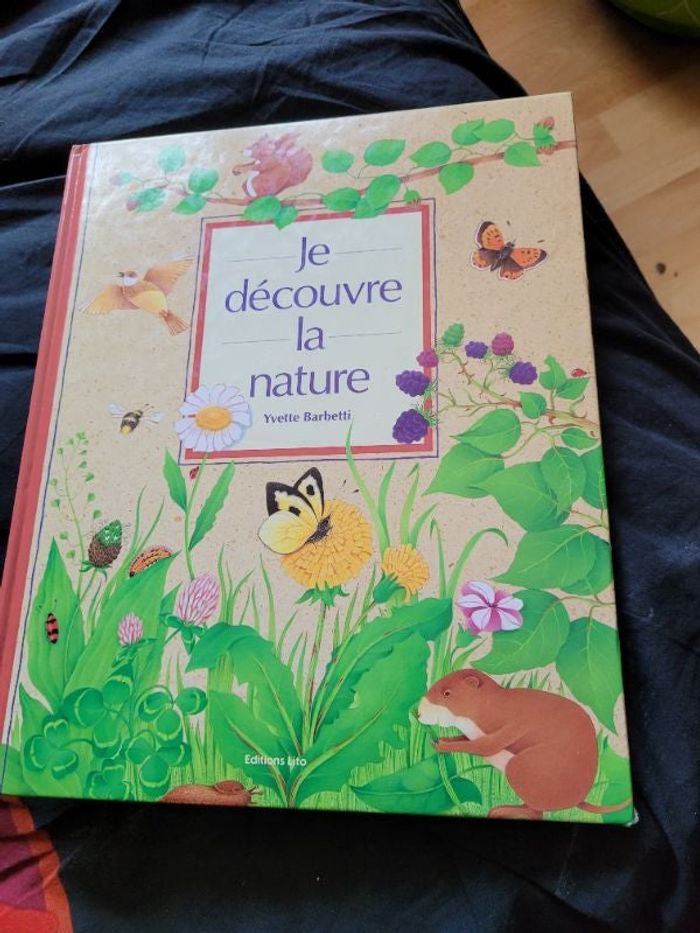 Je
découvre
la
nature
Yvette Barbetti
Editions Lito